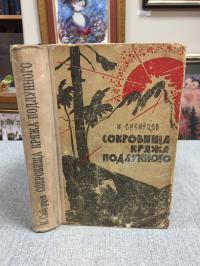 И. СИБИРЦЕВ
СОКРОВИЩА
КРЯЖА
ПОДЛУННОГО
И. Сибирцев СОКРОВИЩА КРЯЖА ПОДЛУННОГО